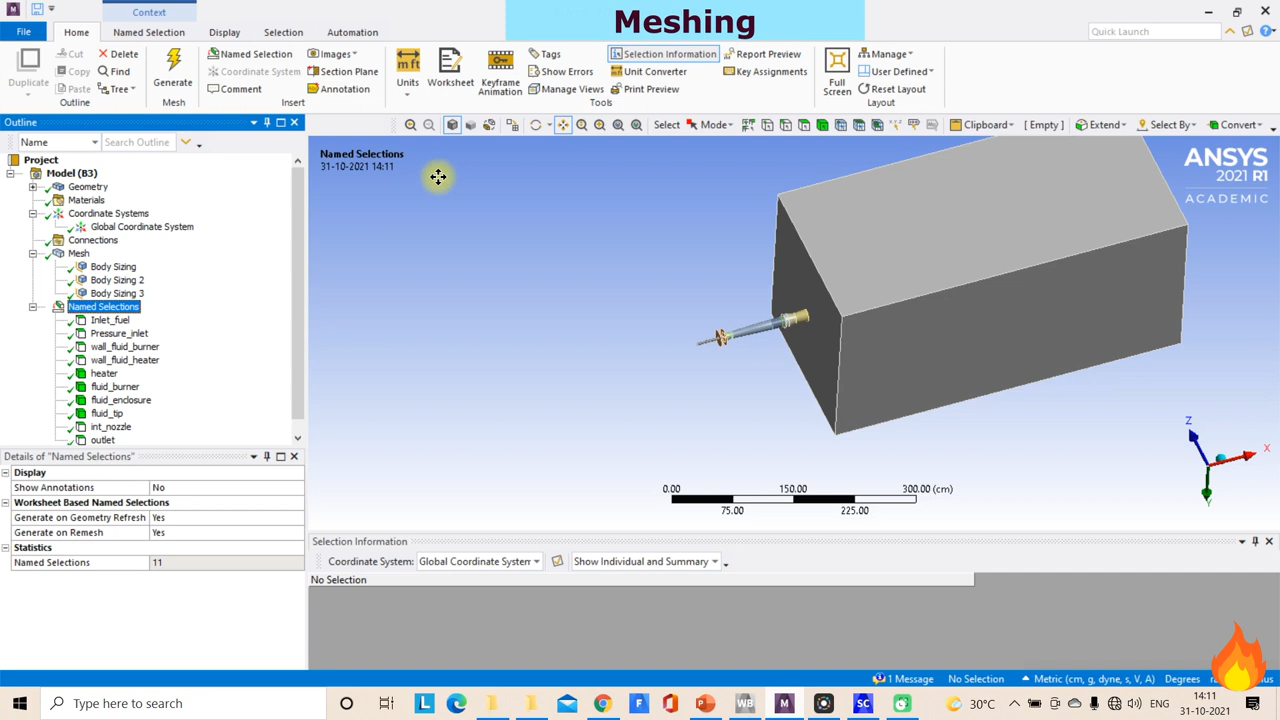 Context
Meshing
File
Home
Named Selection
Display
Selection
Automation
Quick Launch
Duplicate
Cut
Copy
Paste
Delete
Find
Tree
Outline
Generate
Mesh
Named Selection
Coordinate System
Comment
Images
Section Plane
Annotation
Insert
Units
Worksheet
Keyframe Animation
Tags
Show Errors
Manage Views
Selection Information
Unit Converter
Print Preview
Report Preview
Key Assignments
Tools
Full Screen
Manage
User Defined
Reset Layout
Layout
Outline
Select
Mode
Clipboard
[ Empty ]
Extend
Select By
Convert
Name
Search Outline
Project
Model (B3)
Geometry
Materials
Coordinate Systems
Global Coordinate System
Connections
Mesh
Body Sizing
Body Sizing 2
Body Sizing 3
Named Selections
Inlet_fuel
Pressure_inlet
wall_fluid_burner
wall_fluid_heater
heater
fluid_burner
fluid_enclosure
fluid_tip
int_nozzle
outlet
Named Selections
31-10-2021 14:11
ANSYS
2021 R1
ACADEMIC
Z
X
Y
0.00 150.00 300.00 (cm)
75.00 225.00
Details of "Named Selections"
Display
Show Annotations No
Worksheet Based Named Selections
Generate on Geometry Refresh Yes
Generate on Remesh Yes
Statistics
Named Selections 11
Selection Information
Coordinate System: Global Coordinate System
Show Individual and Summary
No Selection
1 Message
No Selection
Metric (cm, g, dyne, s, V, A)
Degrees
Type here to search
30°C
ENG
14:11
31-10-2021